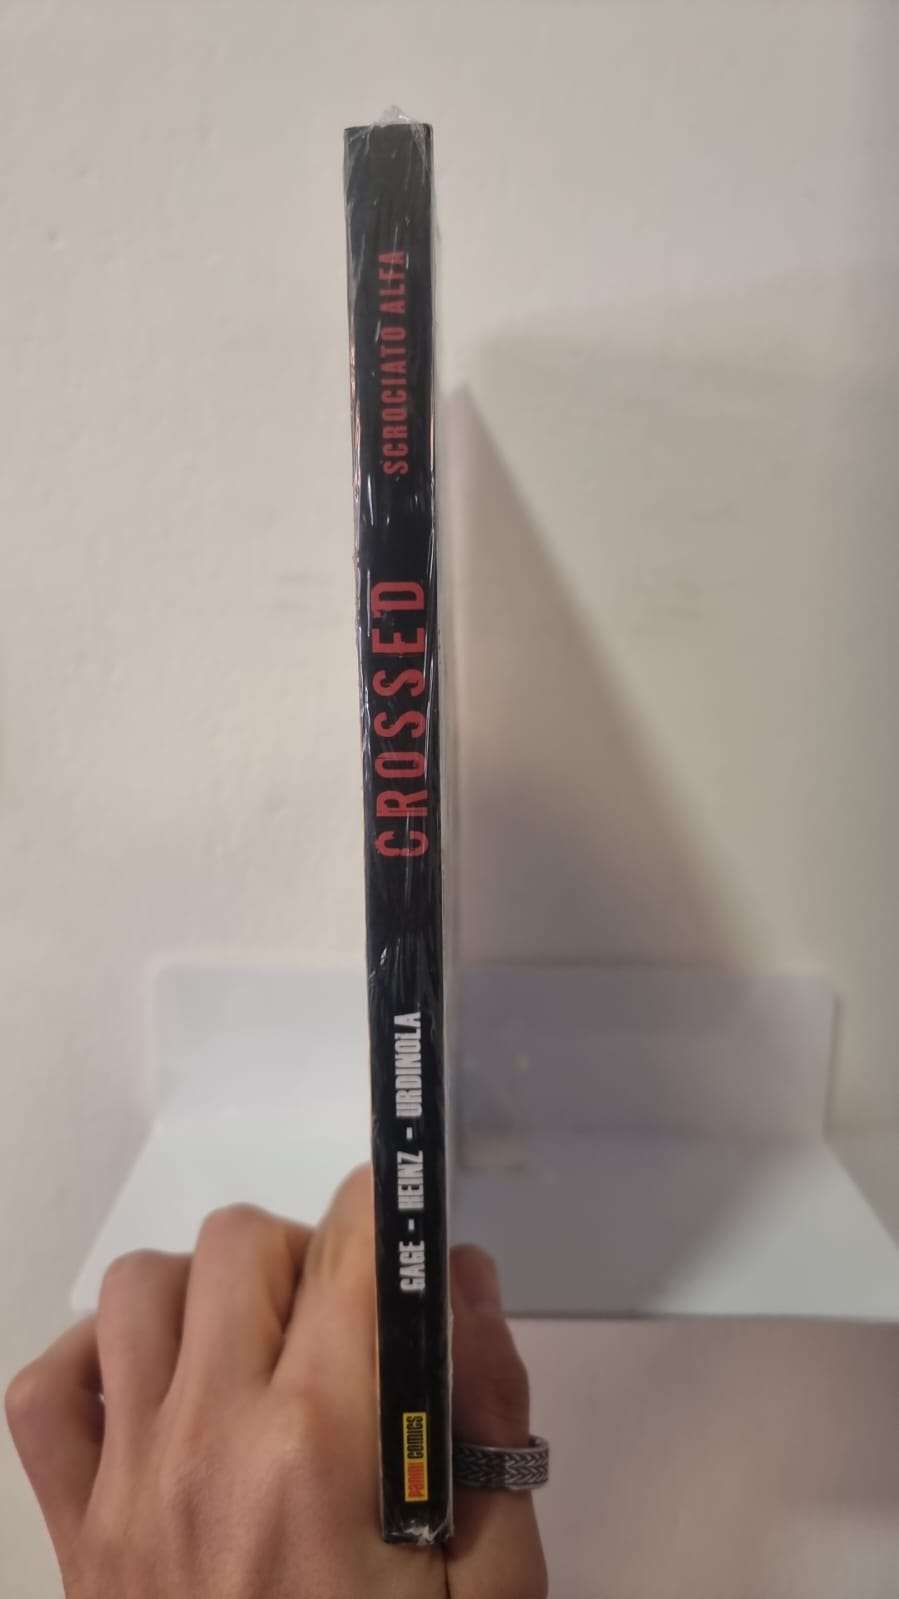 SCROCIATO ALFA
CROSSED
GAGE - HEINZ - URDINOLA
PANINI COMICS